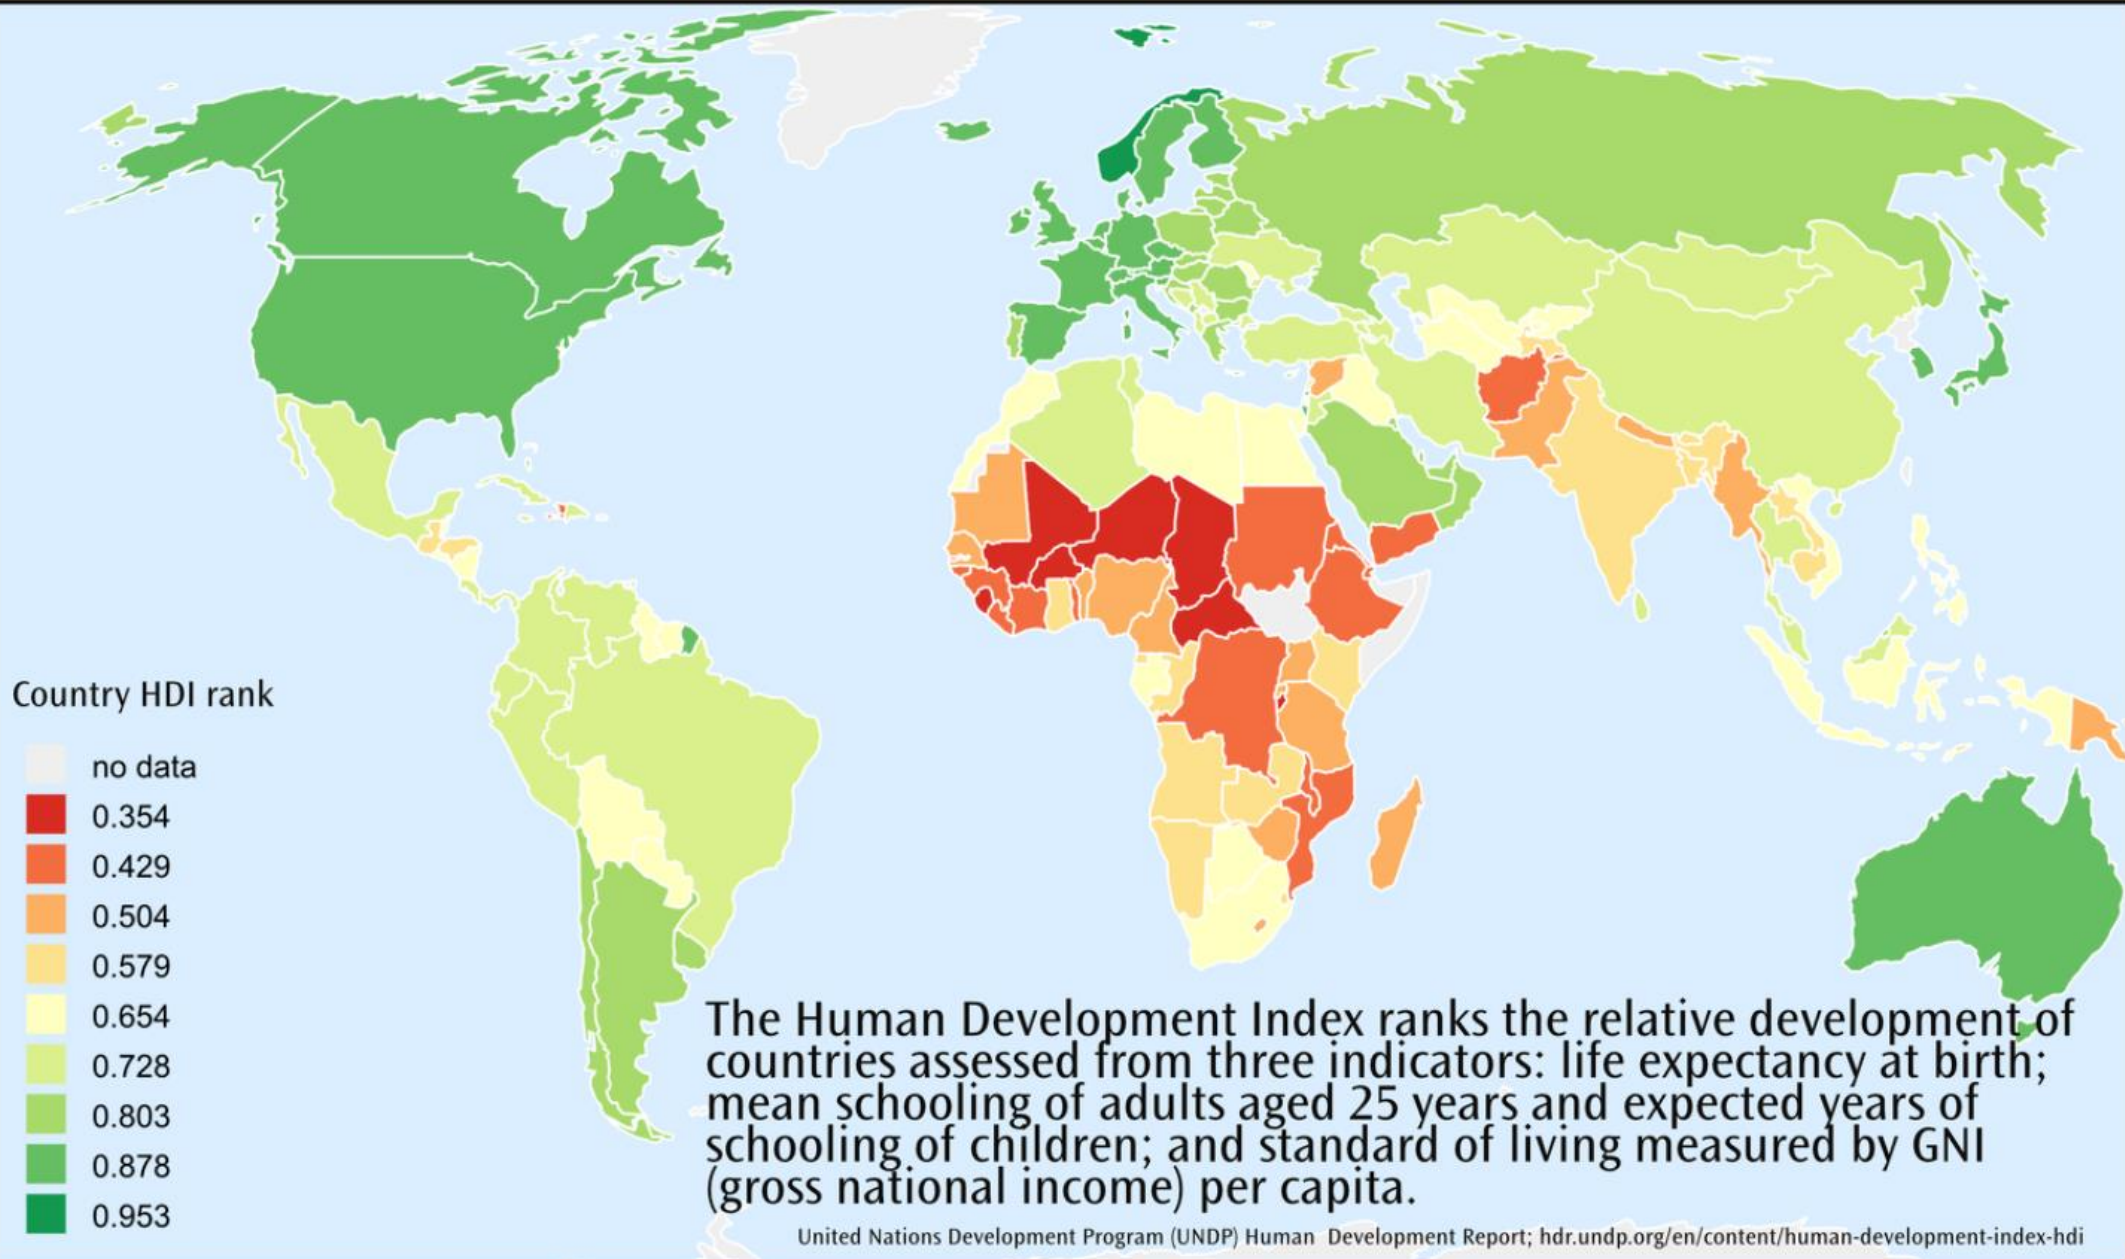 Country HDI rank
no data
0.354
0.429
0.504
0.579
0.654
0.728
0.803
0.878
0.953
The Human Development Index ranks the relative development of
countries assessed from three indicators: life expectancy at birth;
mean schooling of adults aged 25 years and expected years of
schooling of children; and standard of living measured by GNI
(gross national income) per capita.
United Nations Development Program (UNDP) Human Development Report; hdr.undp.org/en/content/human-development-index-hdi